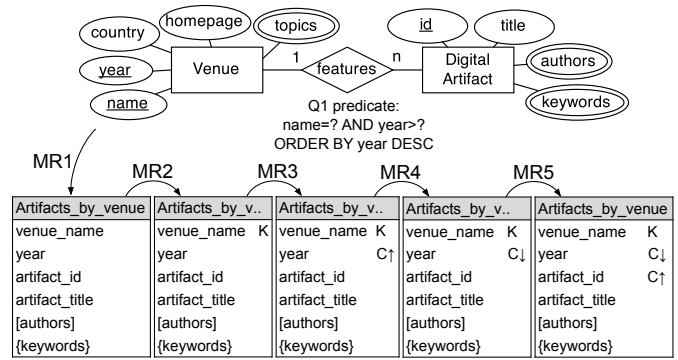 homepage
country
topics
year
name
Venue
1
features
n
id
title
Digital
Artifact
authors
keywords
Q1 predicate:
name=? AND year>?
ORDER BY year DESC
MR1
MR2
MR3
MR4
MR5
Artifacts_by_venue
venue_name
year
artifact_id
artifact_title
[authors]
{keywords}
Artifacts_by_v..
venue_name K
year
artifact_id
artifact_title
[authors]
{keywords}
Artifacts_by_v..
venue_name K
year C↑
artifact_id
artifact_title
[authors]
{keywords}
Artifacts_by_v..
venue_name K
year C↓
artifact_id
artifact_title
[authors]
{keywords}
Artifacts_by_venue
venue_name K
year C↓
artifact_id C↑
artifact_title
[authors]
{keywords}